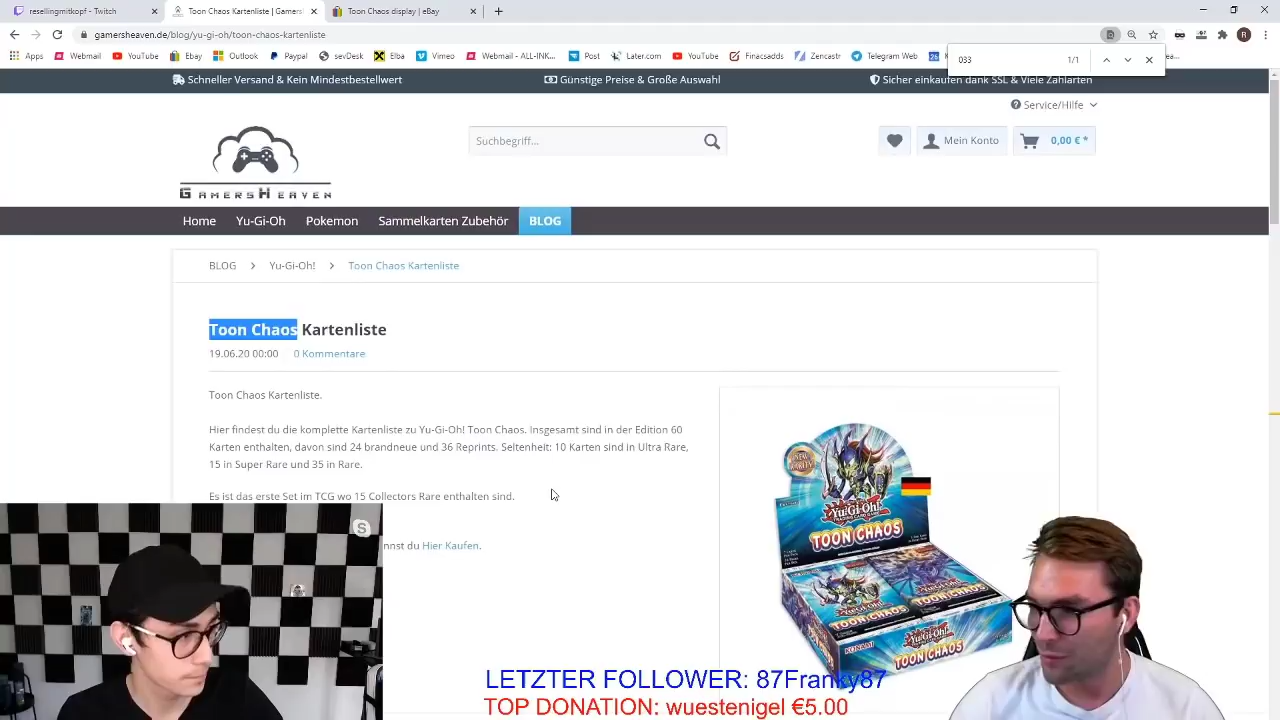 resellingmitkopf - Twitch
Toon Chaos Kartenliste | Gamers
Toon Chaos display | eBay
gamersheaven.de/blog/yu-gi-oh/toon-chaos-kartenliste
Apps
Webmail
YouTube
Ebay
Outlook
Paypal
sevDesk
Elba
Vimeo
Webmail - ALL-INK...
Post
Later.com
YouTube
Finacsadds
Zencastr
Telegram Web
033
1/1
Schneller Versand & Kein Mindestbestellwert
Günstige Preise & Große Auswahl
Sicher einkaufen dank SSL & Viele Zahlarten
Service/Hilfe
GAMERSHEAVEN
Suchbegriff...
Mein Konto
0,00 € *
Home
Yu-Gi-Oh
Pokemon
Sammelkarten Zubehör
BLOG
BLOG > Yu-Gi-Oh! > Toon Chaos Kartenliste
Toon Chaos Kartenliste
19.06.20 00:00
0 Kommentare
Toon Chaos Kartenliste.
Hier findest du die komplette Kartenliste zu Yu-Gi-Oh! Toon Chaos. Insgesamt sind in der Edition 60
Karten enthalten, davon sind 24 brandneue und 36 Reprints. Seltenheit: 10 Karten sind in Ultra Rare,
15 in Super Rare und 35 in Rare.
Es ist das erste Set im TCG wo 15 Collectors Rare enthalten sind.
nnst du Hier Kaufen.
Yu-Gi-Oh!
TOON CHAOS
TOON CHAOS
TOON CHAOS
KONAMI
TOON CHAOS
LETZTER FOLLOWER: 87Franky87
TOP DONATION: wuestenigel €5.00